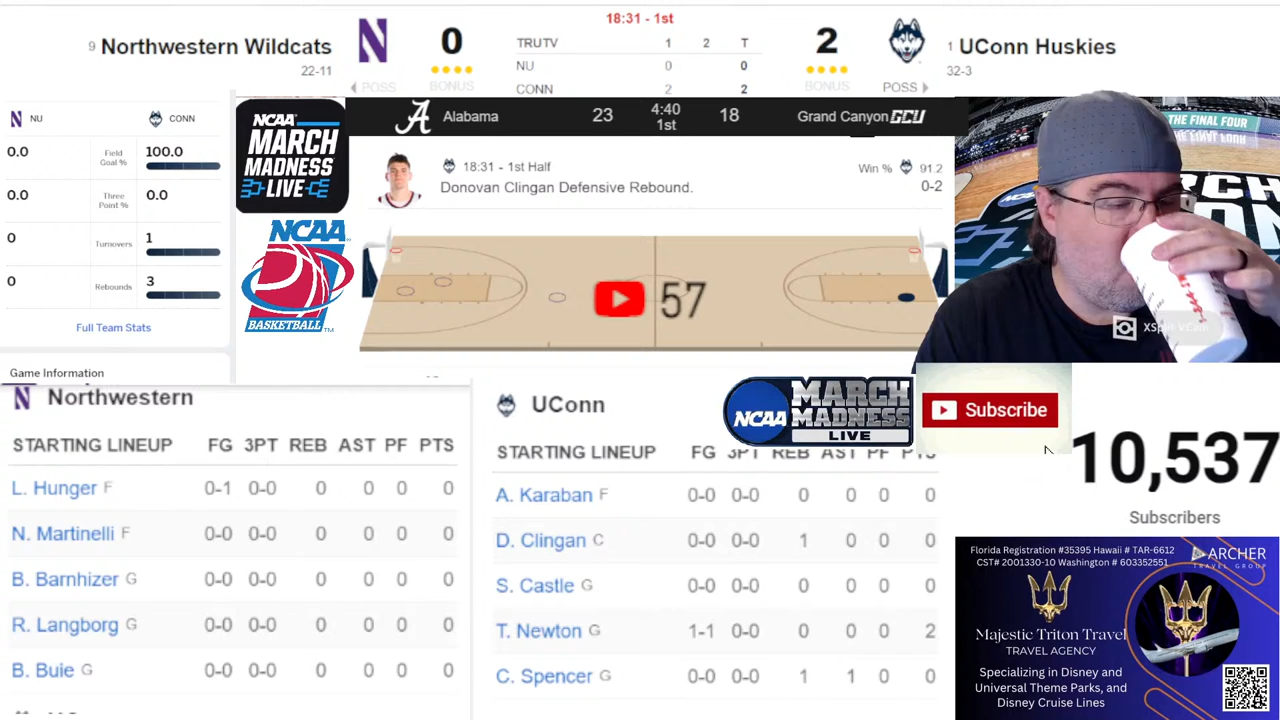 18:31 - 1st
9 Northwestern Wildcats
22-11
N
0
BONUS
POSS
TRUTV 1 2 T
NU 0 0
CONN 2 2
2
BONUS
POSS
1 UConn Huskies
32-3
N NU CONN
0.0 Field Goal % 100.0
0.0 Three Point % 0.0
0 Turnovers 1
0 Rebounds 3
Full Team Stats
Game Information
NCAA
MARCH
MADNESS
LIVE
NCAA
BASKETBALL™
A Alabama 23 4:40 1st 18 Grand Canyon GCU
18:31 - 1st Half
Donovan Clingan Defensive Rebound.
Win % 91.2
0-2
57
THE FINAL FOUR
XSplit VCam
N Northwestern
STARTING LINEUP FG 3PT REB AST PF PTS
L. Hunger F 0-1 0-0 0 0 0 0
N. Martinelli F 0-0 0-0 0 0 0 0
B. Barnhizer G 0-0 0-0 0 0 0 0
R. Langborg G 0-0 0-0 0 0 0 0
B. Buie G 0-0 0-0 0 0 0 0
UConn
STARTING LINEUP FG 3PT REB AST PF PTS
A. Karaban F 0-0 0-0 0 0 0 0
D. Clingan C 0-0 0-0 1 0 0 0
S. Castle G 0-0 0-0 0 0 0 0
T. Newton G 1-1 0-0 0 0 0 2
C. Spencer G 0-0 0-0 1 1 0 0
NCAA MARCH
MADNESS
LIVE
Subscribe
10,537
Subscribers
Florida Registration #35395 Hawaii # TAR-6612
CST# 2001330-10 Washington # 603352551
ARCHER
TRAVEL GROUP
Majestic Triton Travel
TRAVEL AGENCY
Specializing in Disney and
Universal Theme Parks, and
Disney Cruise Lines